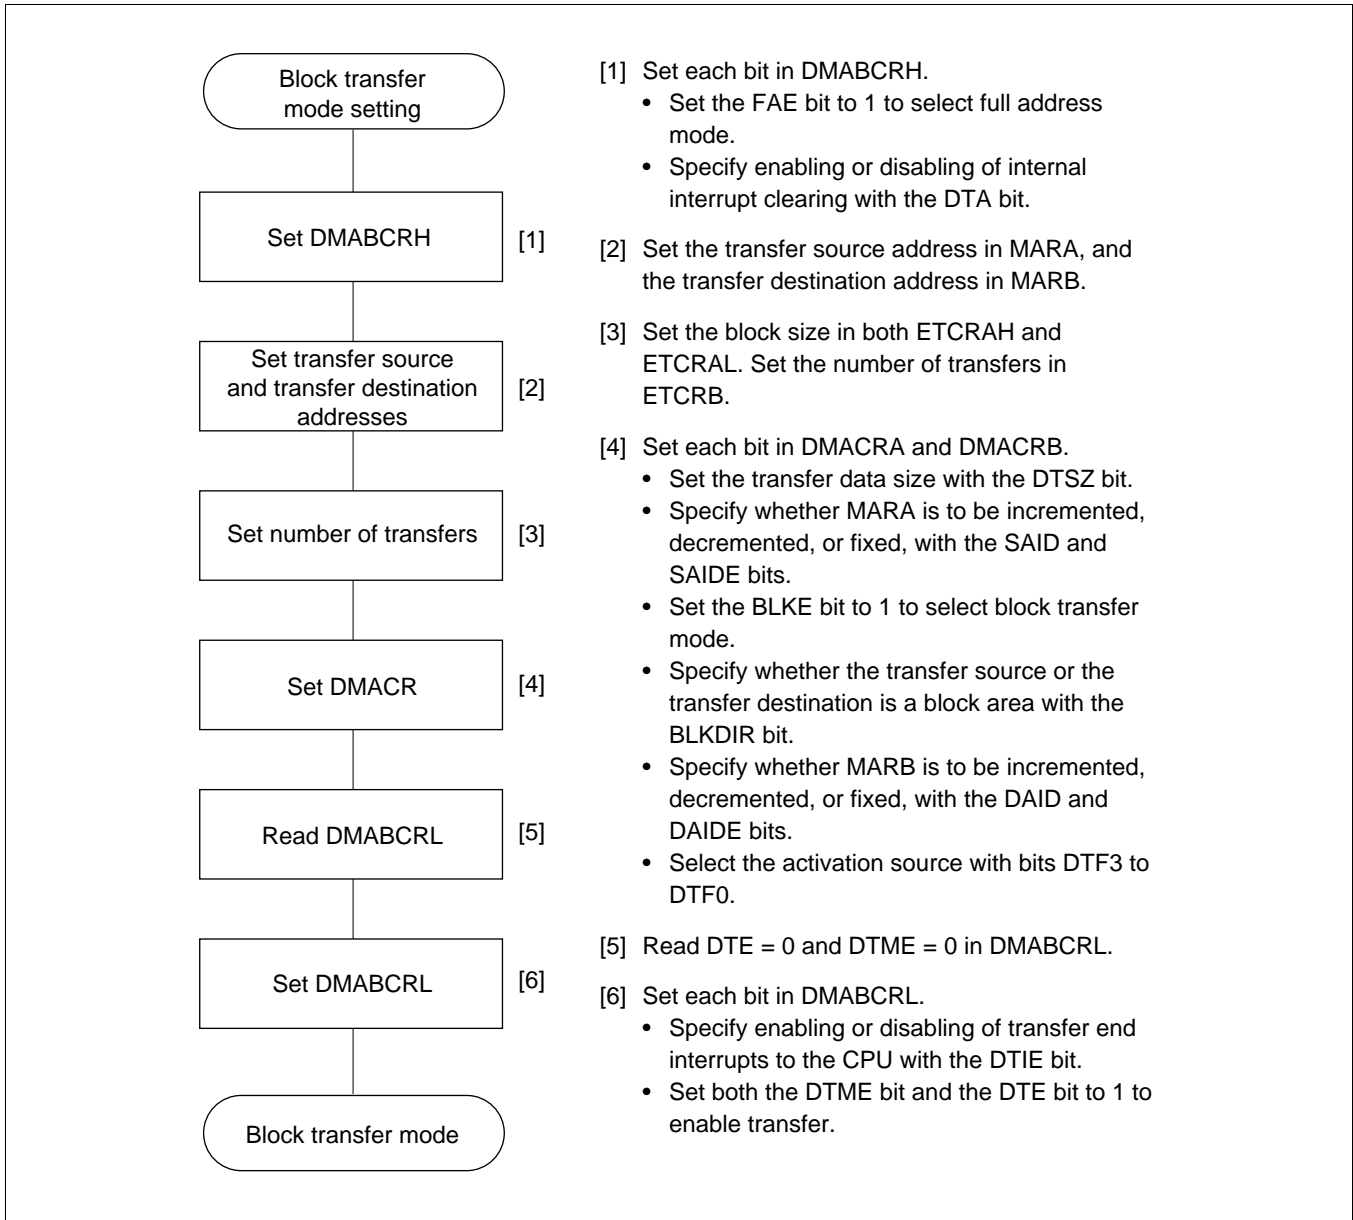 Block transfer
mode setting
Set DMABCRH
[1]
Set transfer source
and transfer destination
addresses
[2]
Set number of transfers
[3]
Set DMACR
[4]
Read DMABCRL
[5]
Set DMABCRL
[6]
Block transfer mode
[1] Set each bit in DMABCRH.
• Set the FAE bit to 1 to select full address
mode.
• Specify enabling or disabling of internal
interrupt clearing with the DTA bit.
[2] Set the transfer source address in MARA, and
the transfer destination address in MARB.
[3] Set the block size in both ETCRAH and
ETCRAL. Set the number of transfers in
ETCRB.
[4] Set each bit in DMACRA and DMACRB.
• Set the transfer data size with the DTSZ bit.
• Specify whether MARA is to be incremented,
decremented, or fixed, with the SAID and
SAIDE bits.
• Set the BLKE bit to 1 to select block transfer
mode.
• Specify whether the transfer source or the
transfer destination is a block area with the
BLKDIR bit.
• Specify whether MARB is to be incremented,
decremented, or fixed, with the DAID and
DAIDE bits.
• Select the activation source with bits DTF3 to
DTF0.
[5] Read DTE = 0 and DTME = 0 in DMABCRL.
[6] Set each bit in DMABCRL.
• Specify enabling or disabling of transfer end
interrupts to the CPU with the DTIE bit.
• Set both the DTME bit and the DTE bit to 1 to
enable transfer.